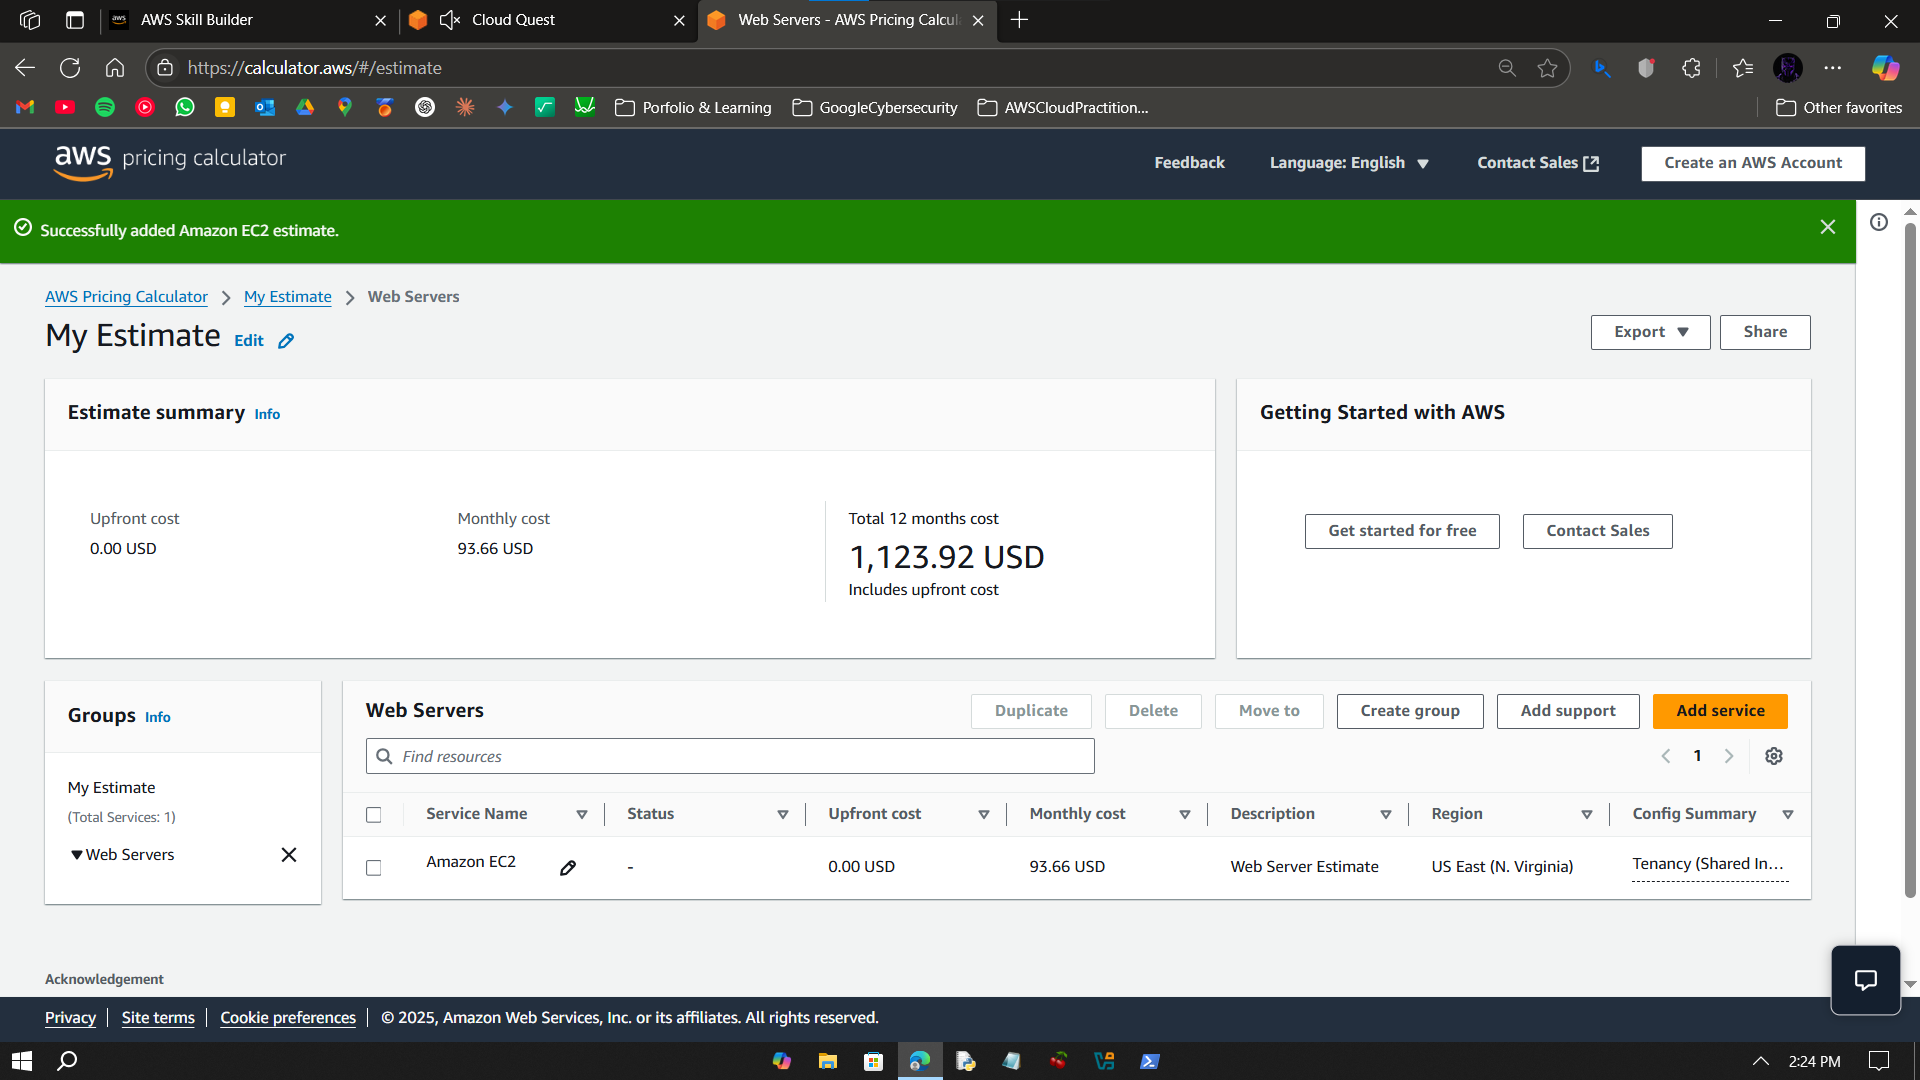 aws
AWS Skill Builder
Cloud Quest
Web Servers - AWS Pricing Calcul
https://calculator.aws/#/estimate
Porfolio & Learning
GoogleCybersecurity
AWSCloudPractition...
Other favorites
aws pricing calculator
Feedback
Language: English
Contact Sales
Create an AWS Account
Successfully added Amazon EC2 estimate.
AWS Pricing Calculator
My Estimate
Web Servers
My Estimate
Edit
Export
Share
Estimate summary
Info
Getting Started with AWS
Upfront cost
0.00 USD
Monthly cost
93.66 USD
Total 12 months cost
1,123.92 USD
Includes upfront cost
Get started for free
Contact Sales
Groups
Info
My Estimate
(Total Services: 1)
Web Servers
Web Servers
Duplicate
Delete
Move to
Create group
Add support
Add service
Find resources
1
Service Name
Status
Upfront cost
Monthly cost
Description
Region
Config Summary
Amazon EC2
-
0.00 USD
93.66 USD
Web Server Estimate
US East (N. Virginia)
Tenancy (Shared In...
Acknowledgement
Privacy
Site terms
Cookie preferences
© 2025, Amazon Web Services, Inc. or its affiliates. All rights reserved.
2:24 PM